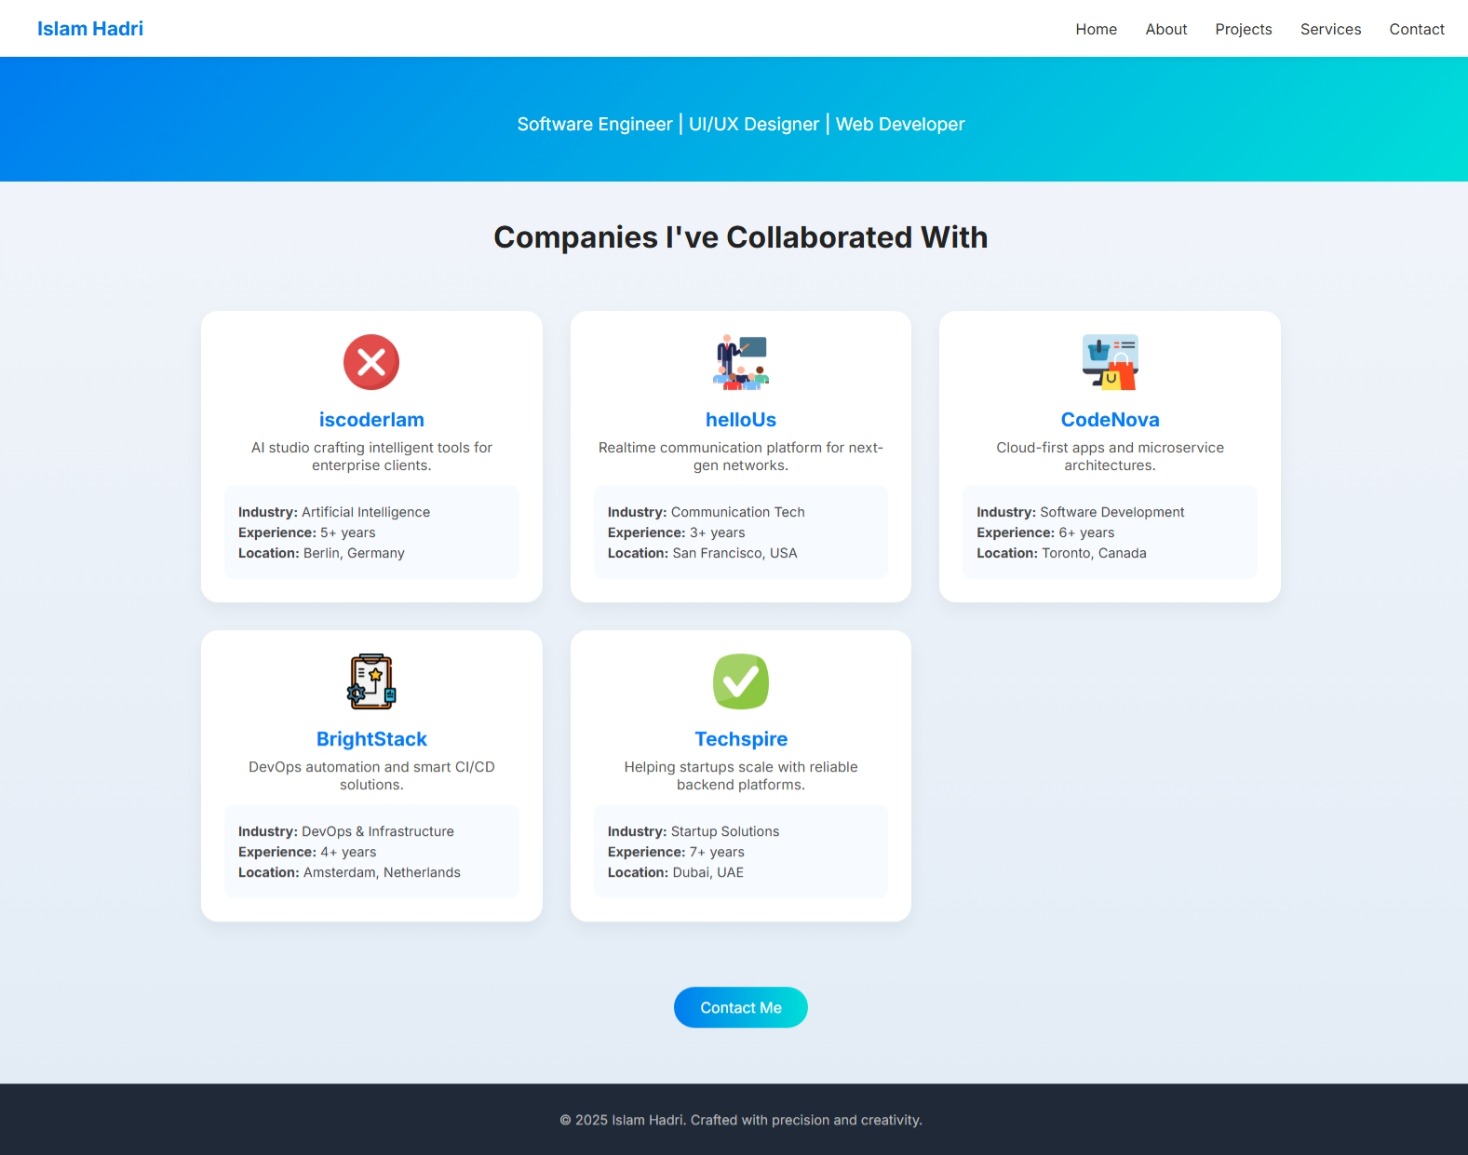 Islam Hadri
Home
About
Projects
Services
Contact
Software Engineer | UI/UX Designer | Web Developer
Companies I've Collaborated With
iscoderlam
AI studio crafting intelligent tools for
enterprise clients.
Industry: Artificial Intelligence
Experience: 5+ years
Location: Berlin, Germany
helloUs
Realtime communication platform for next-
gen networks.
Industry: Communication Tech
Experience: 3+ years
Location: San Francisco, USA
CodeNova
Cloud-first apps and microservice
architectures.
Industry: Software Development
Experience: 6+ years
Location: Toronto, Canada
BrightStack
DevOps automation and smart CI/CD
solutions.
Industry: DevOps & Infrastructure
Experience: 4+ years
Location: Amsterdam, Netherlands
Techspire
Helping startups scale with reliable
backend platforms.
Industry: Startup Solutions
Experience: 7+ years
Location: Dubai, UAE
Contact Me
© 2025 Islam Hadri. Crafted with precision and creativity.